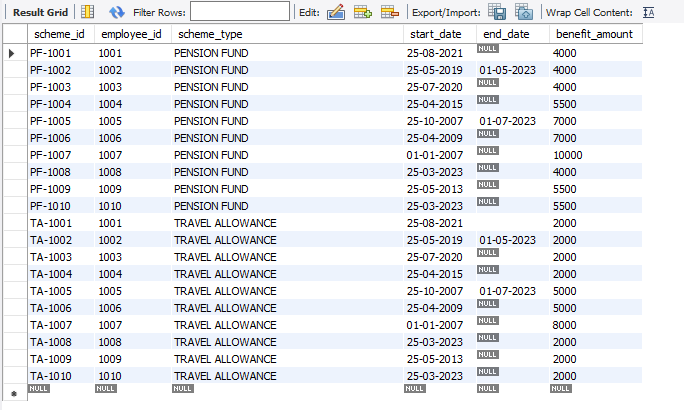 Result Grid Filter Rows: Edit: Export/Import: Wrap Cell Content:
scheme_id employee_id scheme_type start_date end_date benefit_amount
PF-1001 1001 PENSION FUND 25-08-2021 NULL 4000
PF-1002 1002 PENSION FUND 25-05-2019 01-05-2023 4000
PF-1003 1003 PENSION FUND 25-07-2020 NULL 4000
PF-1004 1004 PENSION FUND 25-04-2015 NULL 5500
PF-1005 1005 PENSION FUND 25-10-2007 01-07-2023 7000
PF-1006 1006 PENSION FUND 25-04-2009 NULL 7000
PF-1007 1007 PENSION FUND 01-01-2007 NULL 10000
PF-1008 1008 PENSION FUND 25-03-2023 NULL 4000
PF-1009 1009 PENSION FUND 25-05-2013 NULL 5500
PF-1010 1010 PENSION FUND 25-03-2023 NULL 5500
TA-1001 1001 TRAVEL ALLOWANCE 25-08-2021 2000
TA-1002 1002 TRAVEL ALLOWANCE 25-05-2019 01-05-2023 2000
TA-1003 1003 TRAVEL ALLOWANCE 25-07-2020 NULL 2000
TA-1004 1004 TRAVEL ALLOWANCE 25-04-2015 NULL 2000
TA-1005 1005 TRAVEL ALLOWANCE 25-10-2007 01-07-2023 5000
TA-1006 1006 TRAVEL ALLOWANCE 25-04-2009 NULL 5000
TA-1007 1007 TRAVEL ALLOWANCE 01-01-2007 NULL 8000
TA-1008 1008 TRAVEL ALLOWANCE 25-03-2023 NULL 2000
TA-1009 1009 TRAVEL ALLOWANCE 25-05-2013 NULL 2000
TA-1010 1010 TRAVEL ALLOWANCE 25-03-2023 NULL 2000
NULL NULL NULL NULL NULL NULL